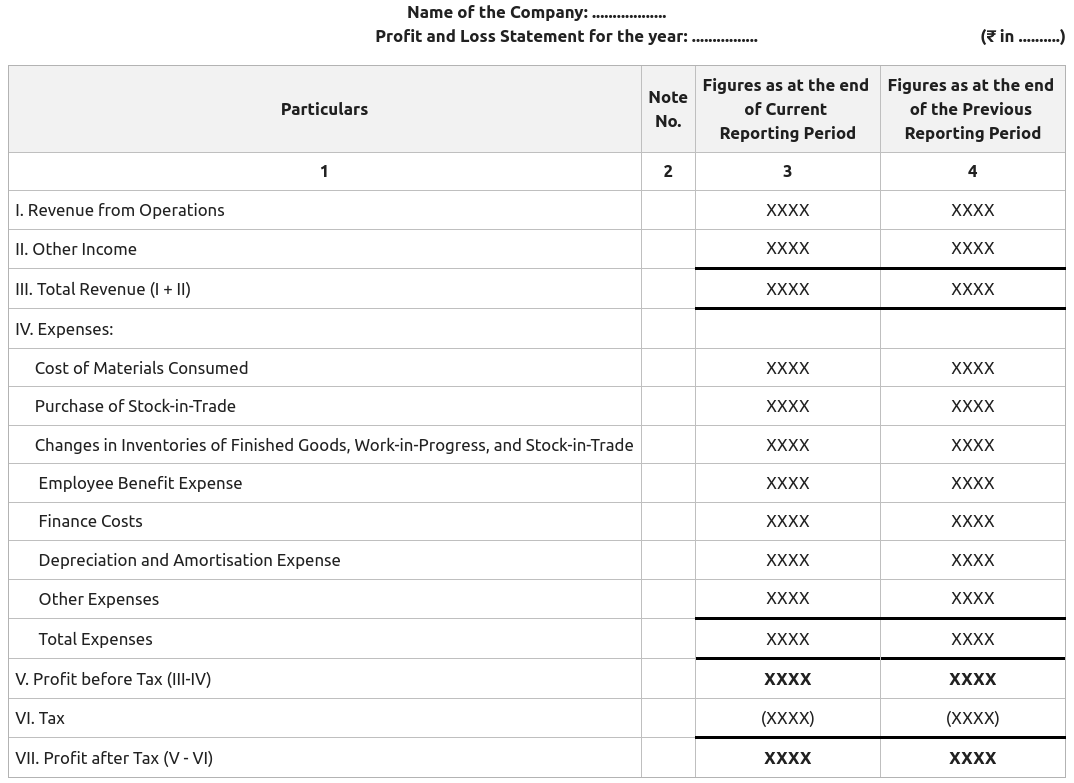 Name of the Company: ..................
Profit and Loss Statement for the year: ................ (₹ in ..........)
Particulars Note No. Figures as at the end of Current Reporting Period Figures as at the end of the Previous Reporting Period
1 2 3 4
I. Revenue from Operations XXXX XXXX
II. Other Income XXXX XXXX
III. Total Revenue (I + II) XXXX XXXX
IV. Expenses:
Cost of Materials Consumed XXXX XXXX
Purchase of Stock-in-Trade XXXX XXXX
Changes in Inventories of Finished Goods, Work-in-Progress, and Stock-in-Trade XXXX XXXX
Employee Benefit Expense XXXX XXXX
Finance Costs XXXX XXXX
Depreciation and Amortisation Expense XXXX XXXX
Other Expenses XXXX XXXX
Total Expenses XXXX XXXX
V. Profit before Tax (III-IV) XXXX XXXX
VI. Tax (XXXX) (XXXX)
VII. Profit after Tax (V - VI) XXXX XXXX